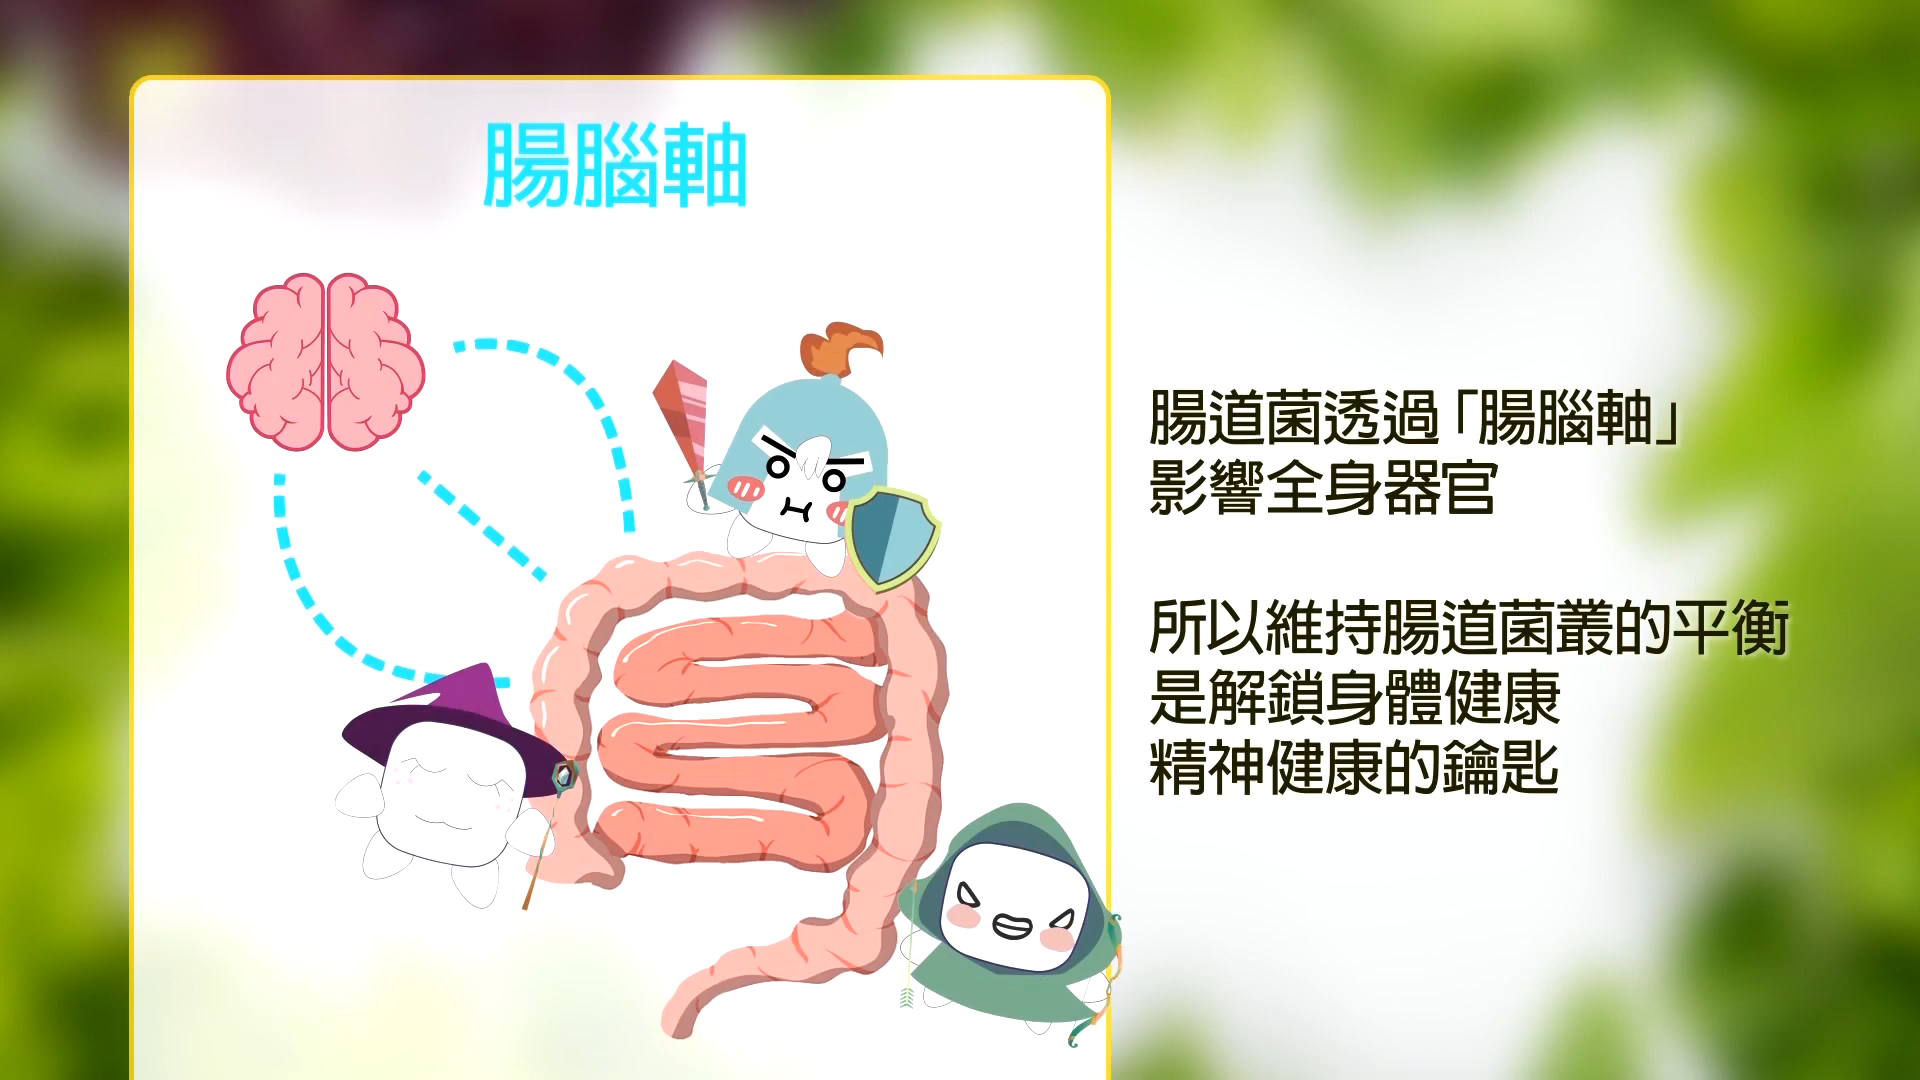 腸腦軸
腸道菌透過「腸腦軸」
影響全身器官
所以維持腸道菌叢的平衡
是解鎖身體健康
精神健康的鑰匙